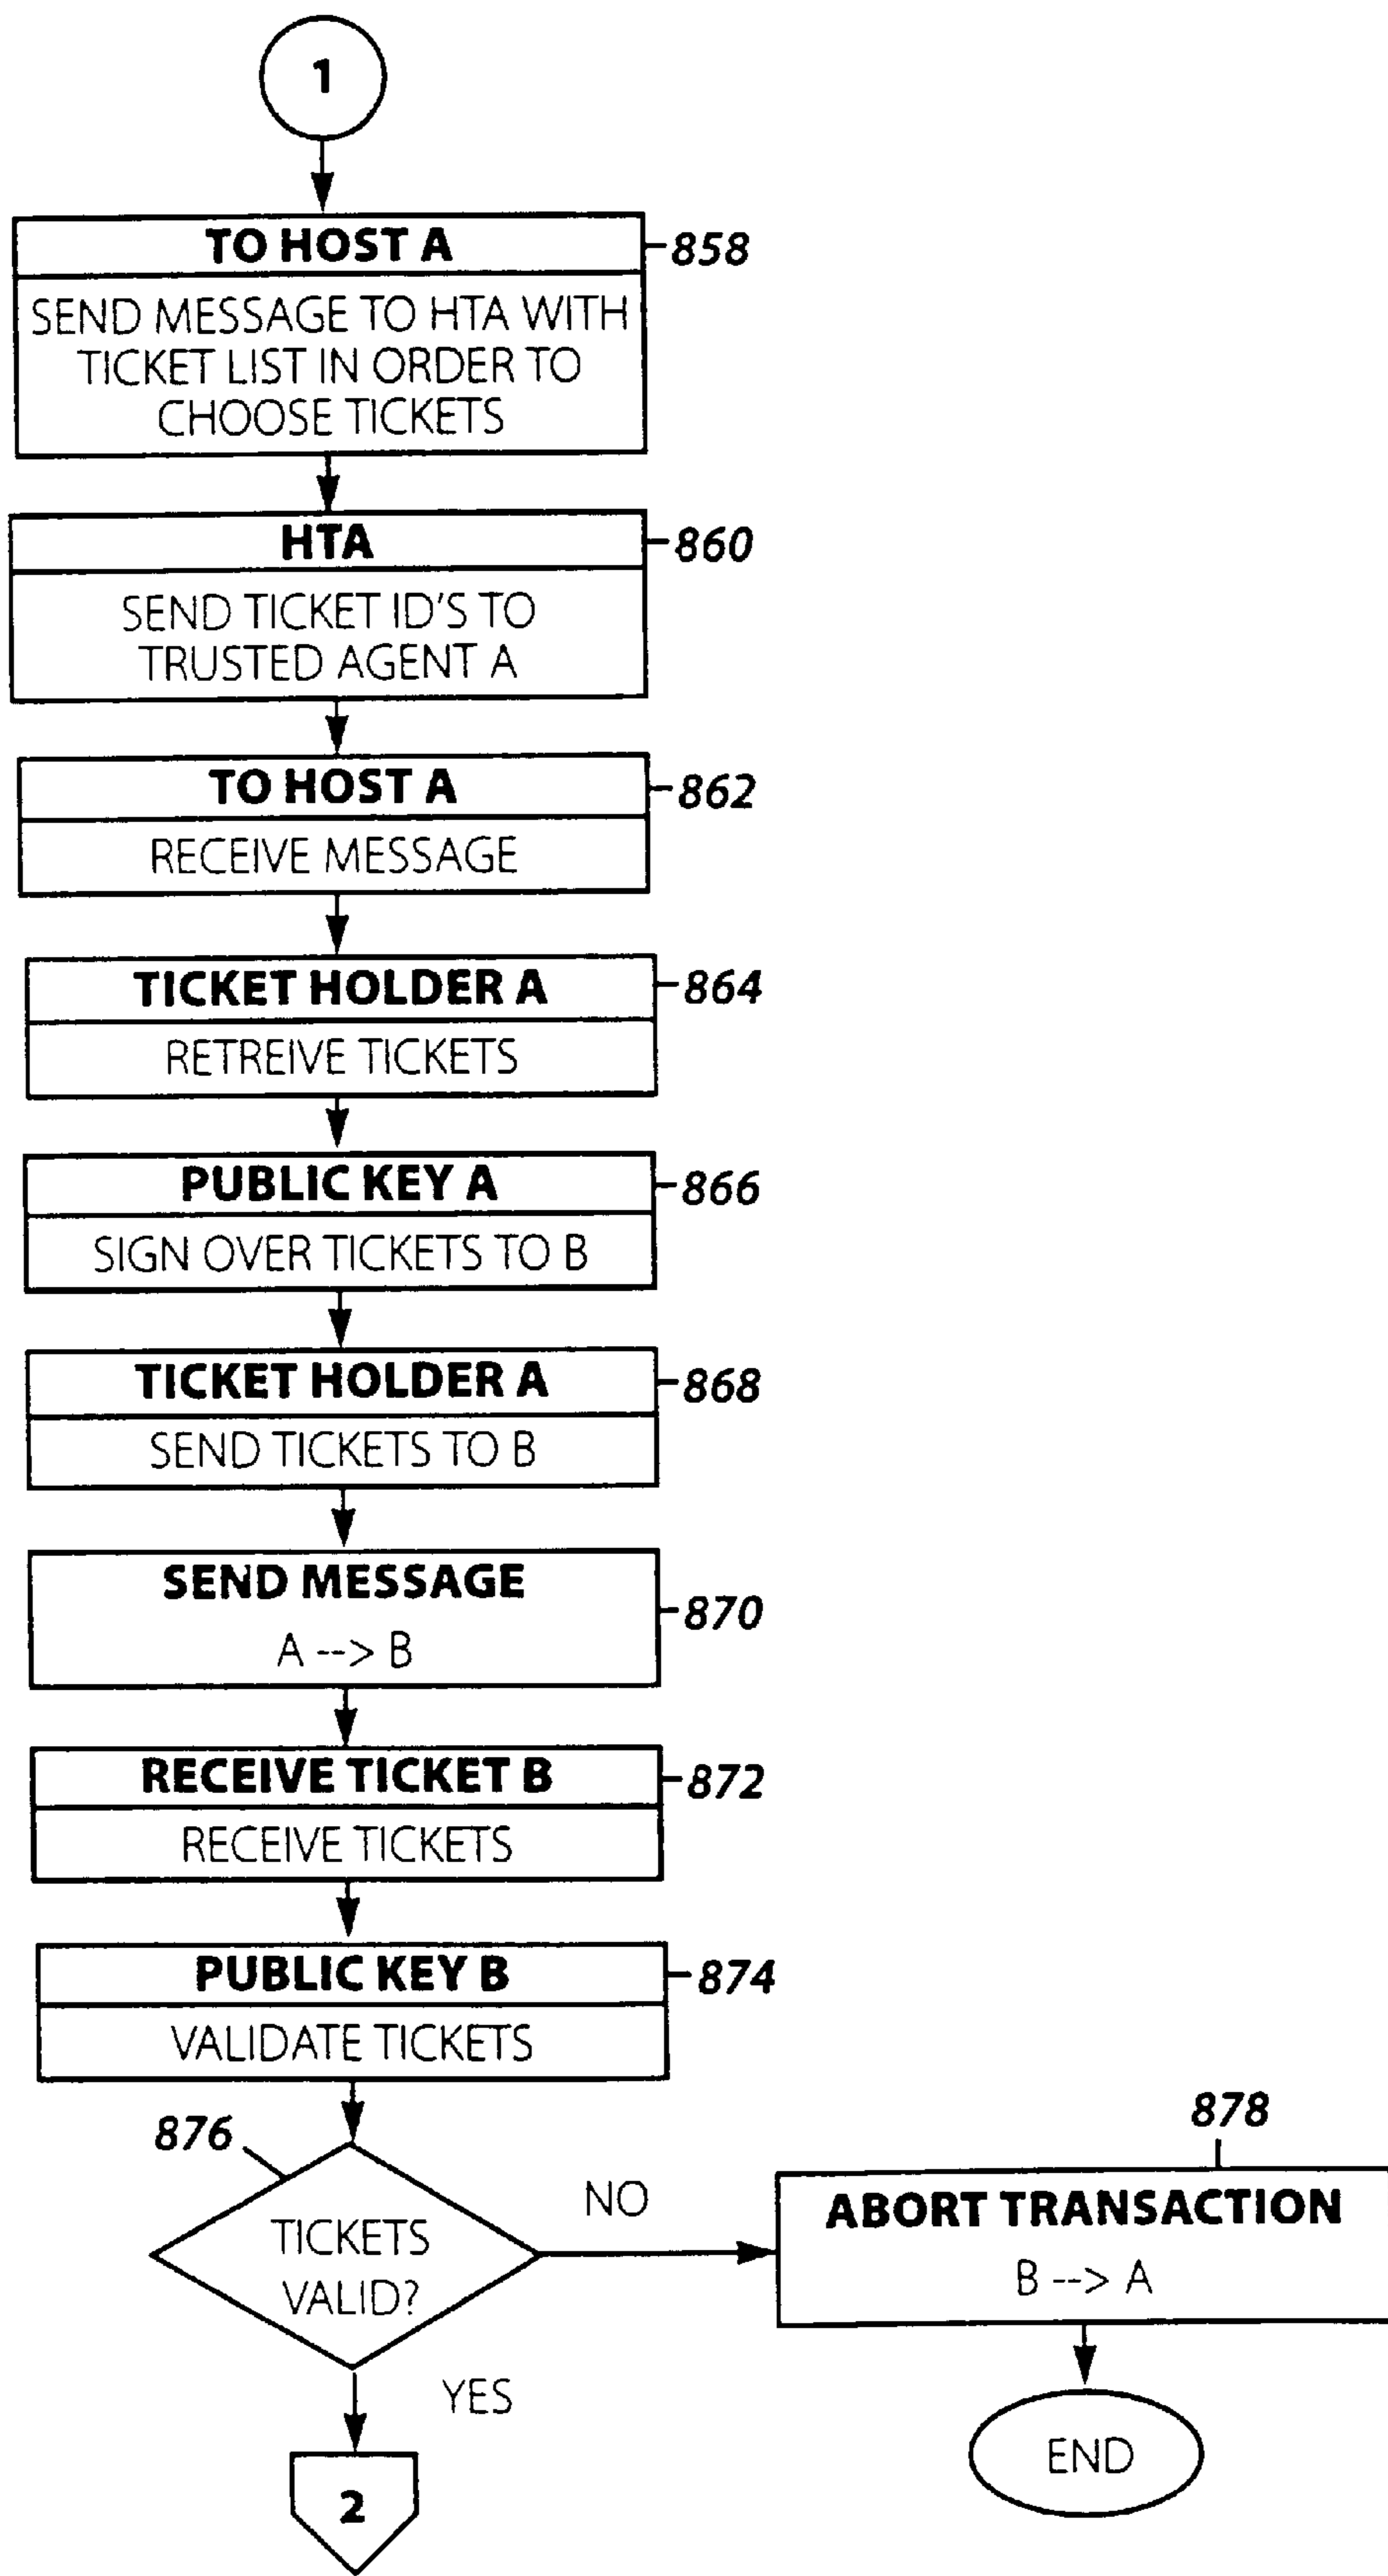 1
TO HOST A
858
SEND MESSAGE TO HTA WITH
TICKET LIST IN ORDER TO
CHOOSE TICKETS
HTA
860
SEND TICKET ID'S TO
TRUSTED AGENT A
TO HOST A
862
RECEIVE MESSAGE
TICKET HOLDER A
864
RETREIVE TICKETS
PUBLIC KEY A
866
SIGN OVER TICKETS TO B
TICKET HOLDER A
868
SEND TICKETS TO B
SEND MESSAGE
870
A --> B
RECEIVE TICKET B
872
RECEIVE TICKETS
PUBLIC KEY B
874
VALIDATE TICKETS
876
TICKETS
VALID?
NO
878
ABORT TRANSACTION
B --> A
YES
END
2